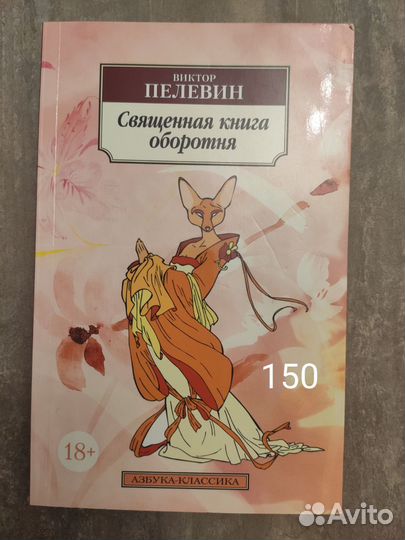 ВИКТОР
ПЕЛЕВИН
Священная книга
оборотня
150
18+
АЗБУКА-КЛАССИКА
Avito